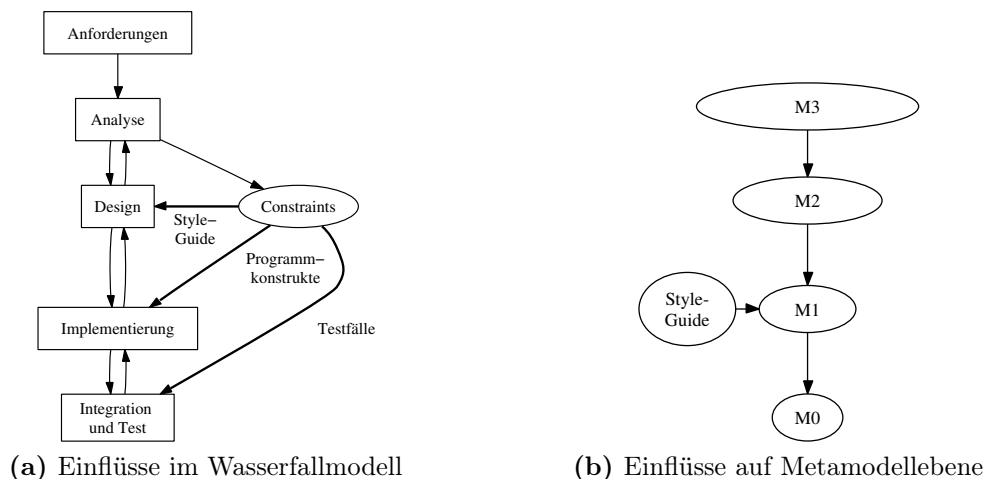 Anforderungen
Analyse
Design
Constraints
Style–
Guide
Programm–
konstrukte
Implementierung
Testfälle
Integration
und Test
(a) Einflüsse im Wasserfallmodell
M3
M2
Style-
Guide
M1
M0
(b) Einflüsse auf Metamodellebene